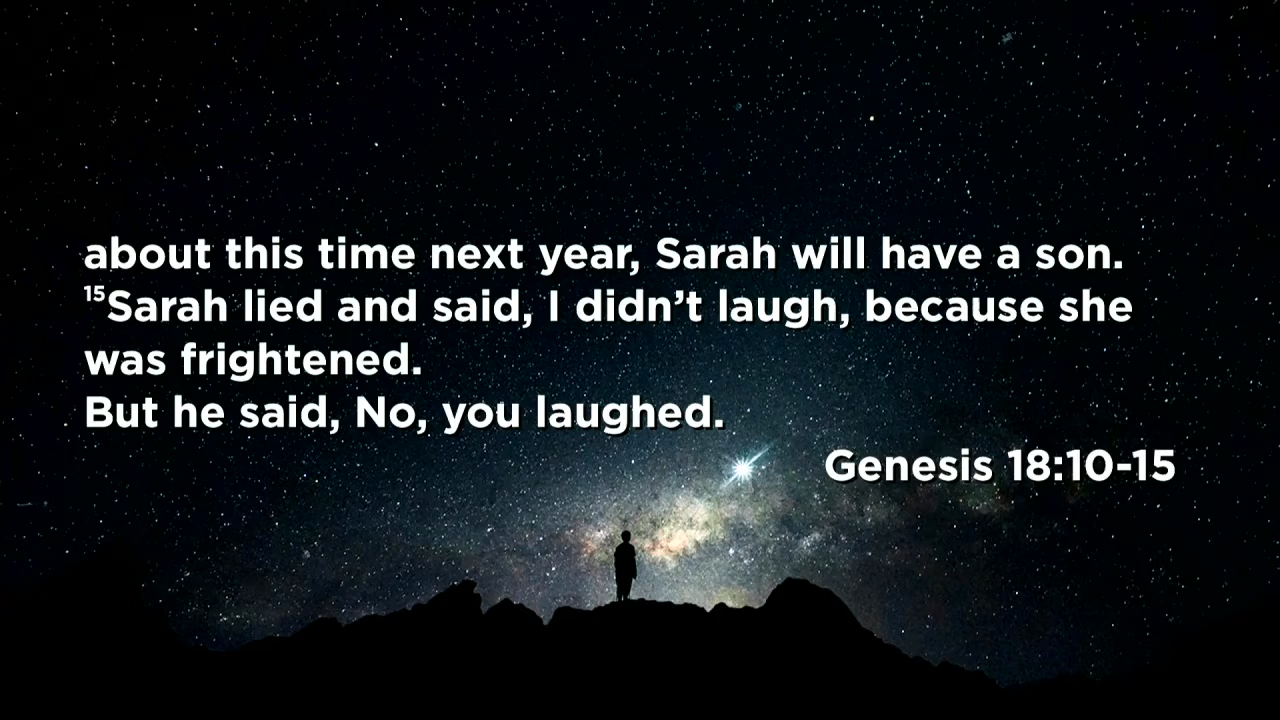 about this time next year, Sarah will have a son.
¹⁵Sarah lied and said, I didn’t laugh, because she
was frightened.
But he said, No, you laughed.
Genesis 18:10-15